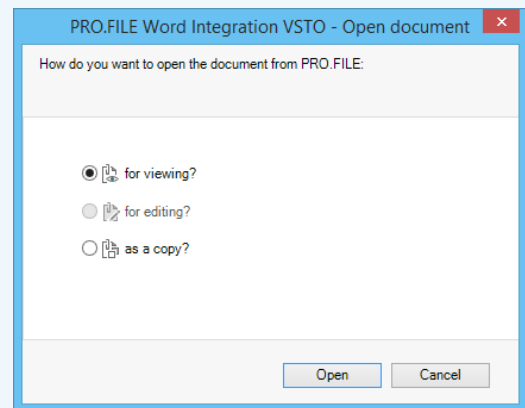 PRO.FILE Word Integration VSTO - Open document
How do you want to open the document from PRO.FILE:
for viewing?
for editing?
as a copy?
Open Cancel